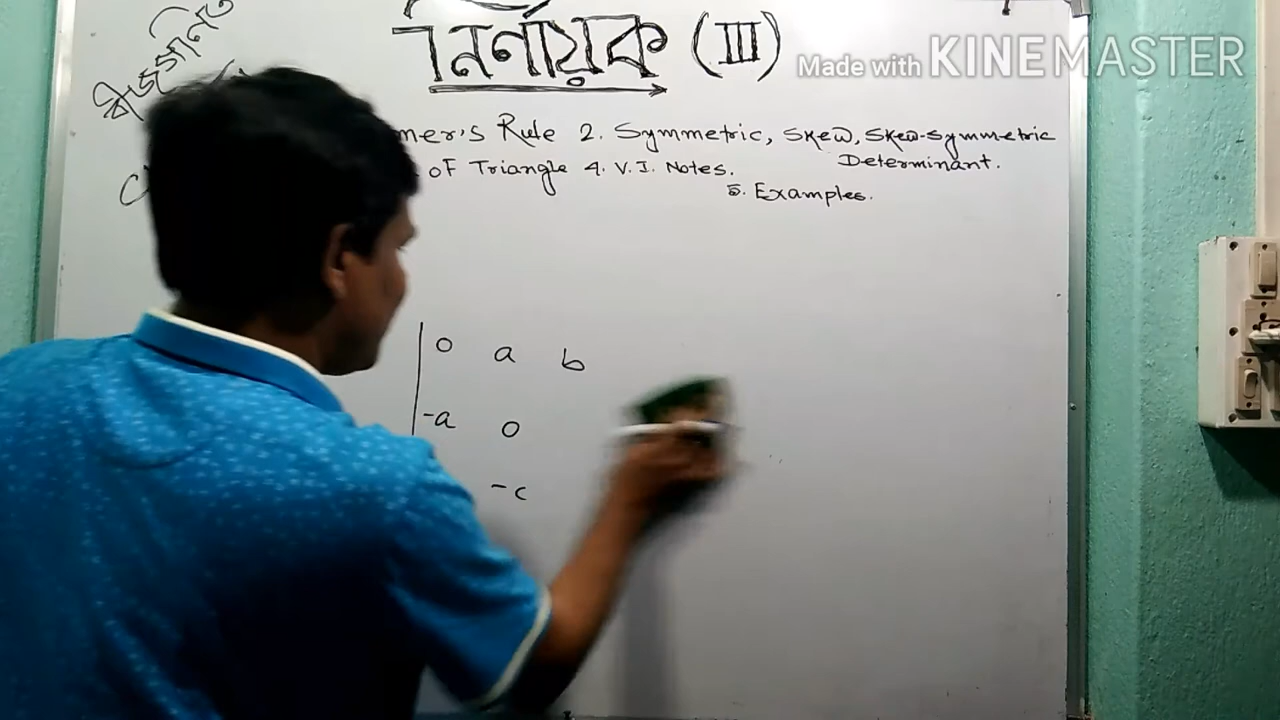 বীজগণিত
নির্ণায়ক (III)
Made with KINEMASTER
mer's Rule 2. Symmetric, Skew, Skew-symmetric
Determinant.
of Triangle 4. V.I. Notes.
5. Examples.
0 a b
-a 0
-c